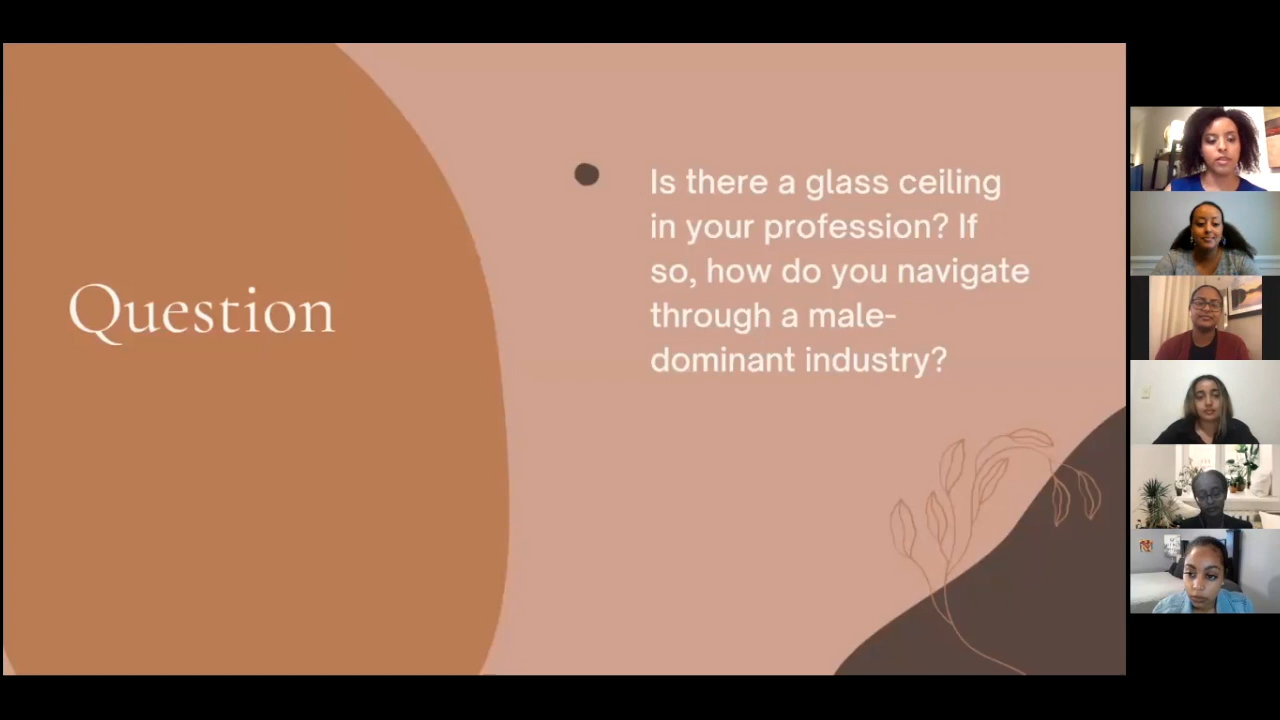 Question
Is there a glass ceiling
in your profession? If
so, how do you navigate
through a male-
dominant industry?